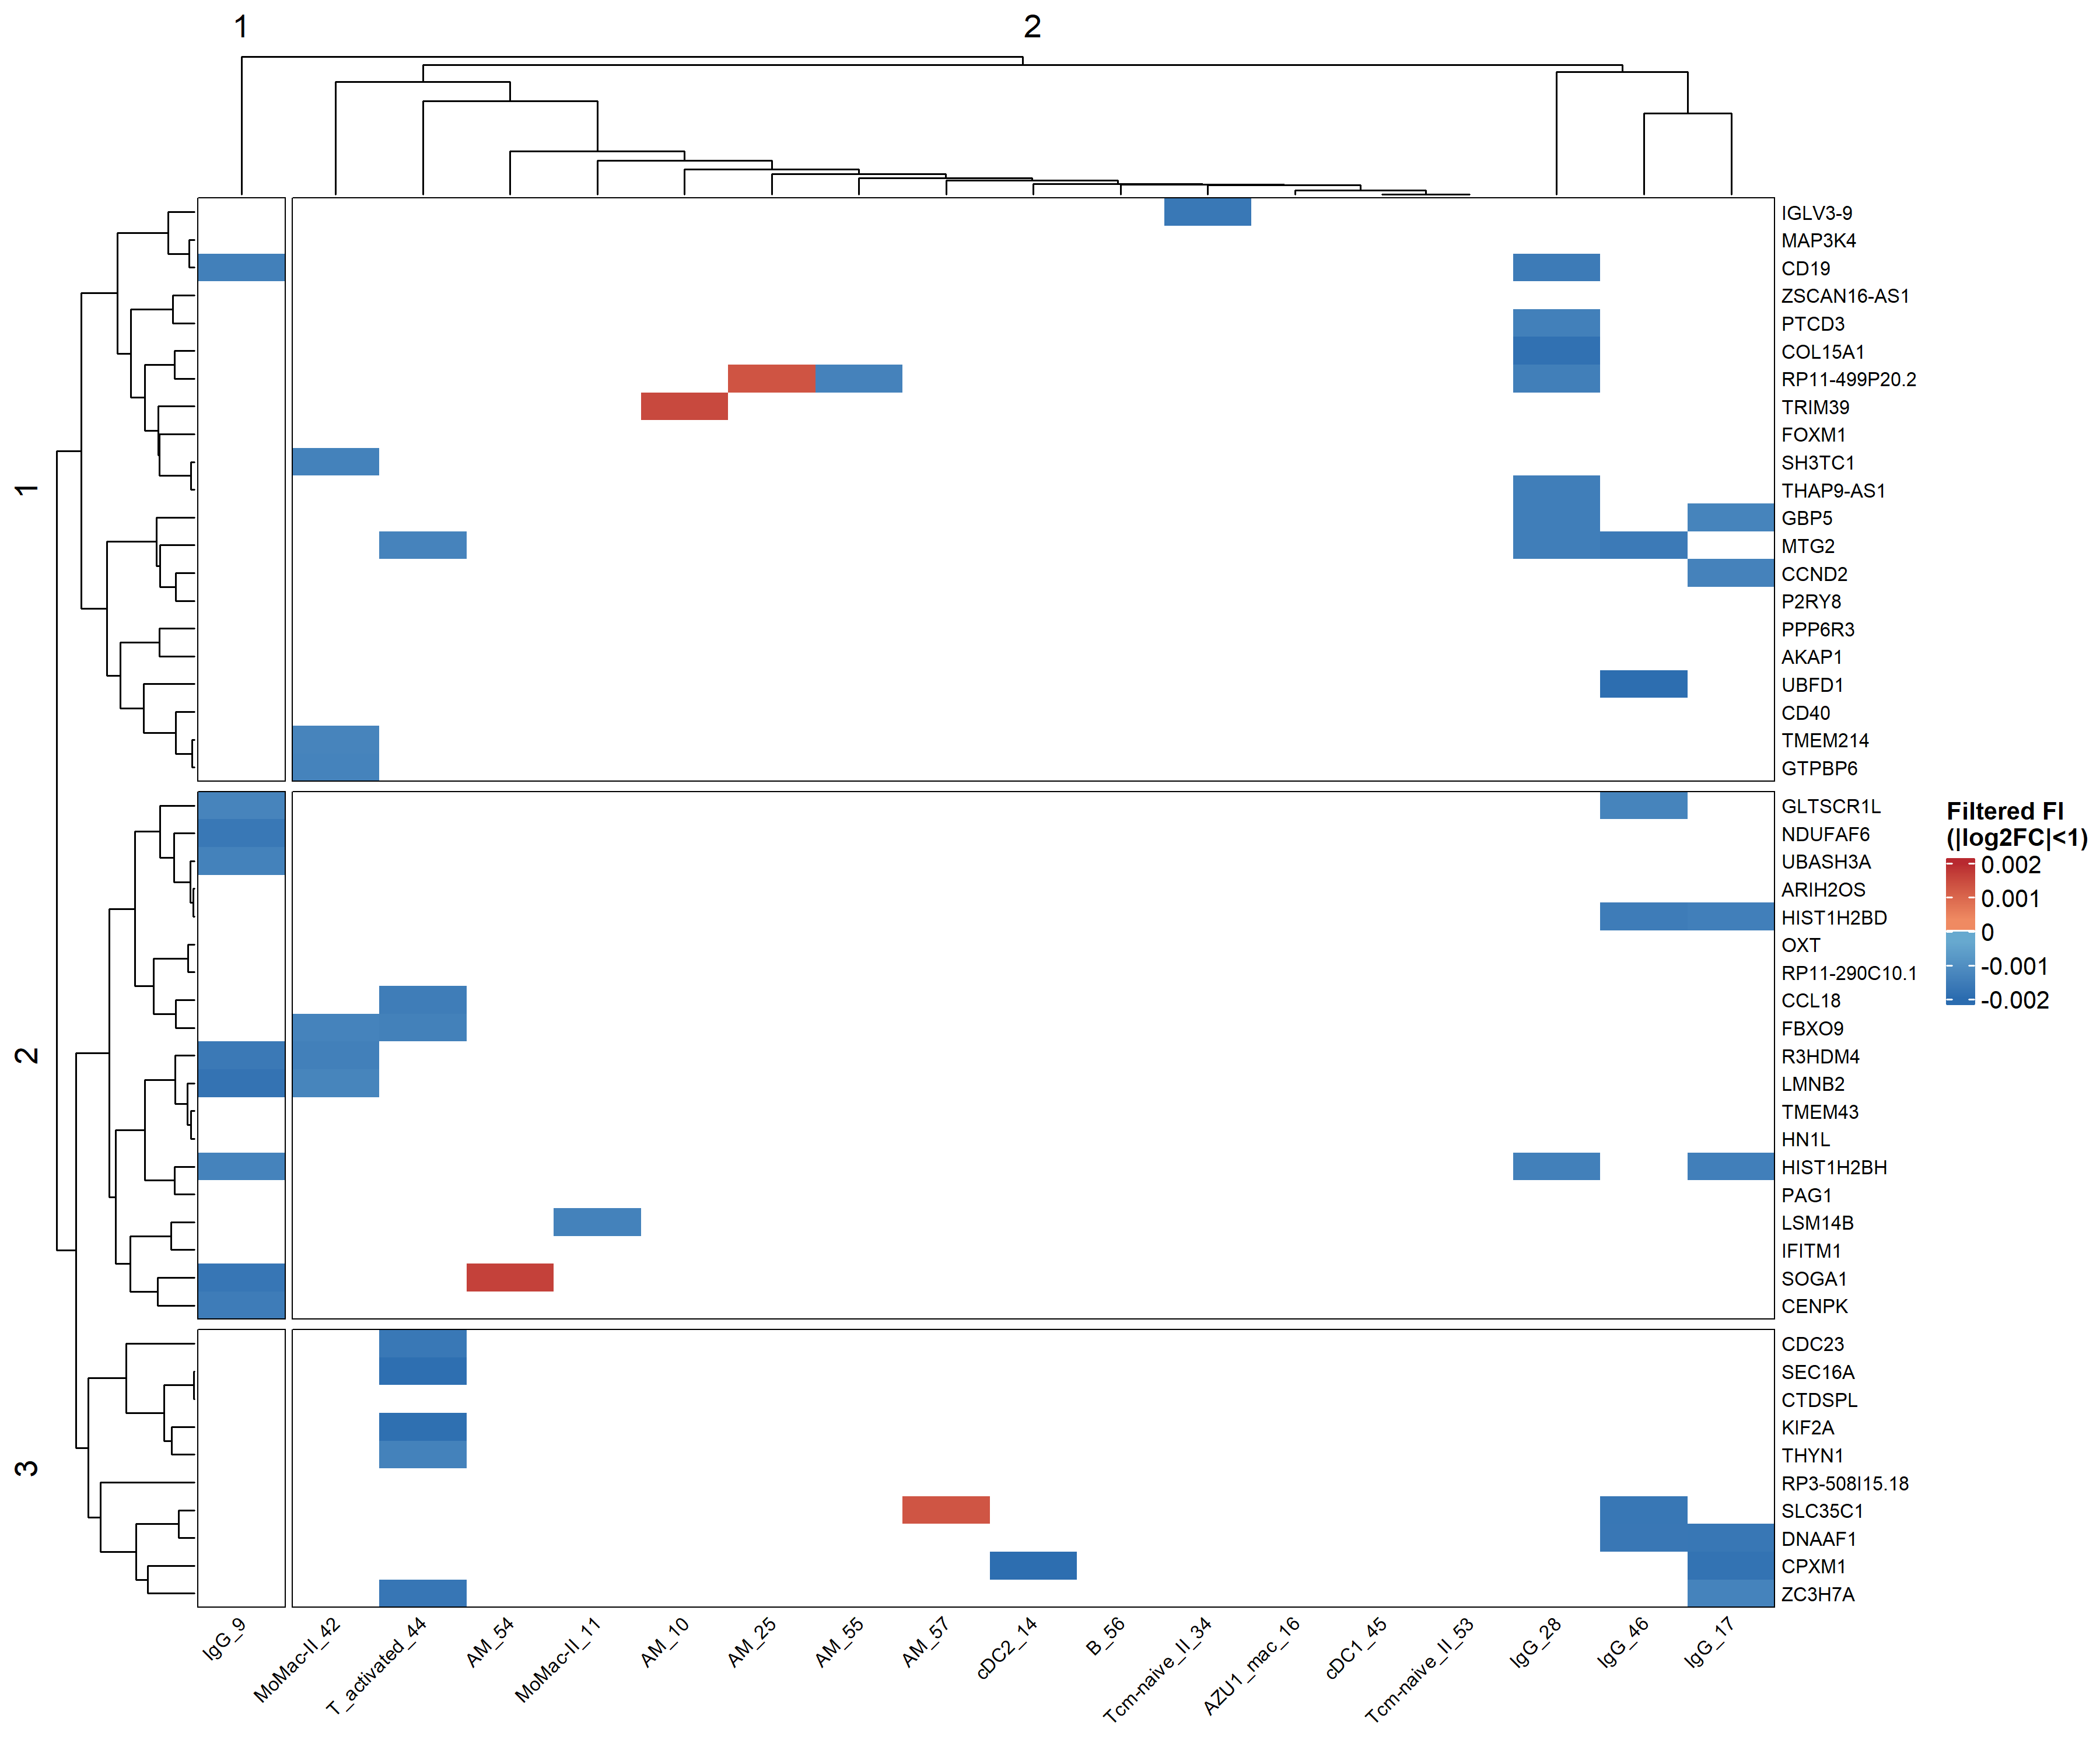 1
2
1
2
3
IGLV3-9
MAP3K4
CD19
ZSCAN16-AS1
PTCD3
COL15A1
RP11-499P20.2
TRIM39
FOXM1
SH3TC1
THAP9-AS1
GBP5
MTG2
CCND2
P2RY8
PPP6R3
AKAP1
UBFD1
CD40
TMEM214
GTPBP6
GLTSCR1L
NDUFAF6
UBASH3A
ARIH2OS
HIST1H2BD
OXT
RP11-290C10.1
CCL18
FBXO9
R3HDM4
LMNB2
TMEM43
HN1L
HIST1H2BH
PAG1
LSM14B
IFITM1
SOGA1
CENPK
CDC23
SEC16A
CTDSPL
KIF2A
THYN1
RP3-508I15.18
SLC35C1
DNAAF1
CPXM1
ZC3H7A
Filtered FI
(|log2FC|<1)
0.002
0.001
0
-0.001
-0.002
IgG_9
MoMac-II_42
T_activated_44
AM_54
MoMac-II_11
AM_10
AM_25
AM_55
AM_57
cDC2_14
B_56
Tcm-naive_II_34
AZU1_mac_16
cDC1_45
Tcm-naive_II_53
IgG_28
IgG_46
IgG_17